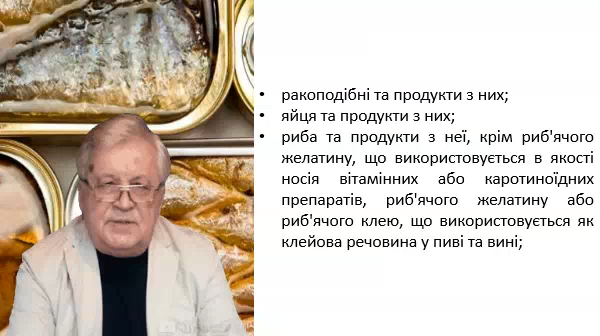 • ракоподібні та продукти з них;
• яйця та продукти з них;
• риба та продукти з неї, крім риб'ячого
желатину, що використовується в якості
носія вітамінних або каротиноїдних
препаратів, риб'ячого желатину або
риб'ячого клею, що використовується як
клейова речовина у пиві та вині;